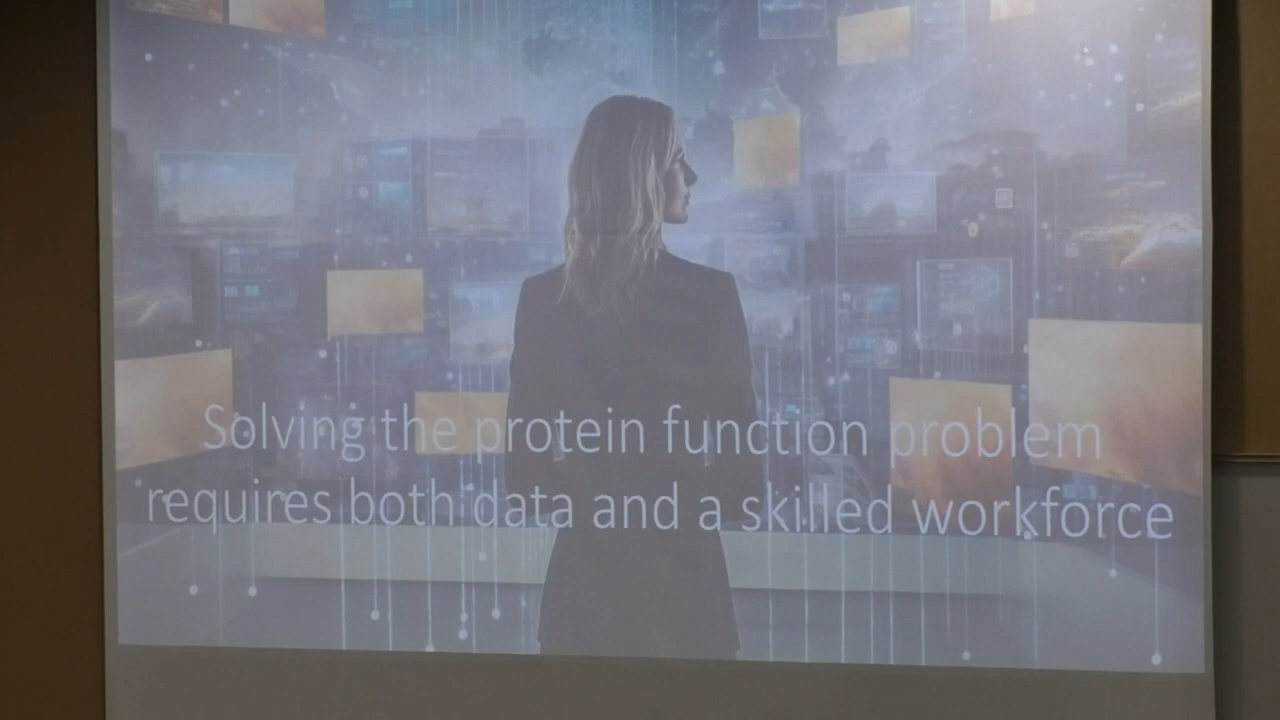 Solving the protein function problem
requires both data and a skilled workforce